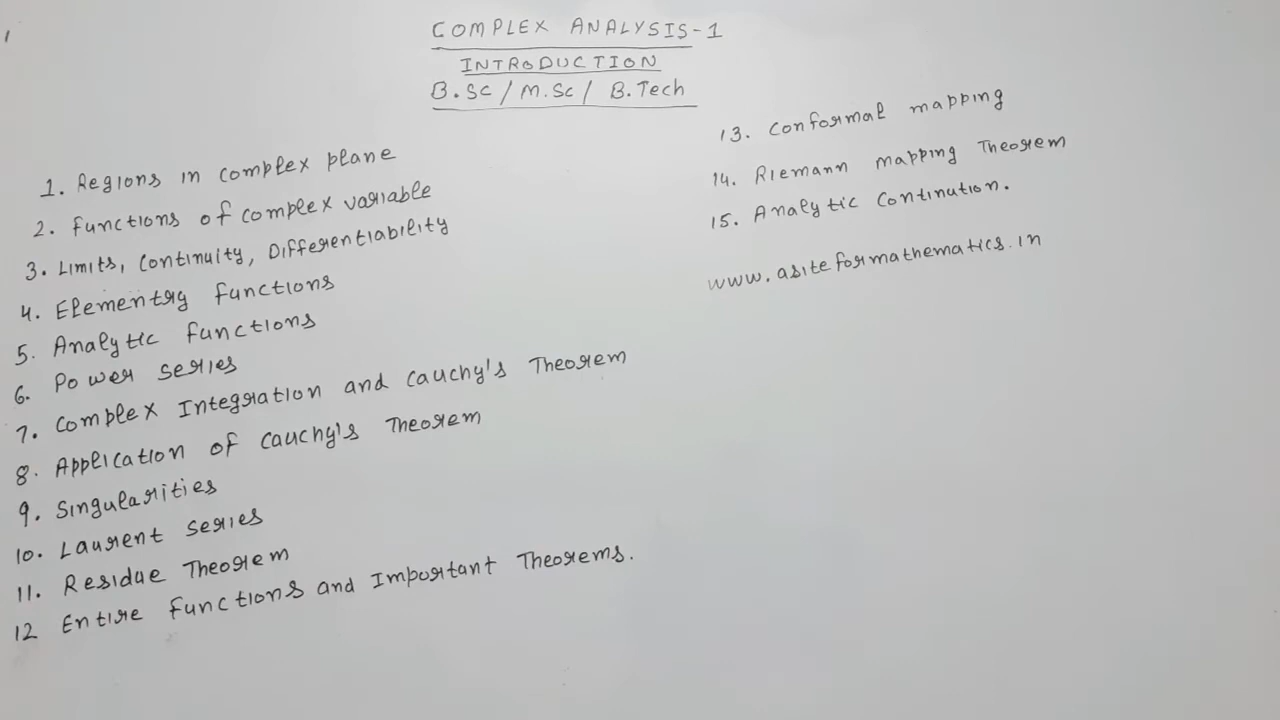 COMPLEX ANALYSIS-1
INTRODUCTION
B.Sc / M.Sc / B.Tech
1. Regions in complex plane
2. functions of complex variable
3. Limits, continuity, Differentiability
4. Elementry functions
5. Analytic functions
6. Power series
7. Complex Integration and Cauchy's Theorem
8. Application of Cauchy's Theorem
9. Singularities
10. Laurent series
11. Residue Theorem
12 Entire functions and Important Theorems.
13. Conformal mapping
14. Riemann mapping Theorem
15. Analytic Continution.
www.asiteformathematics.in